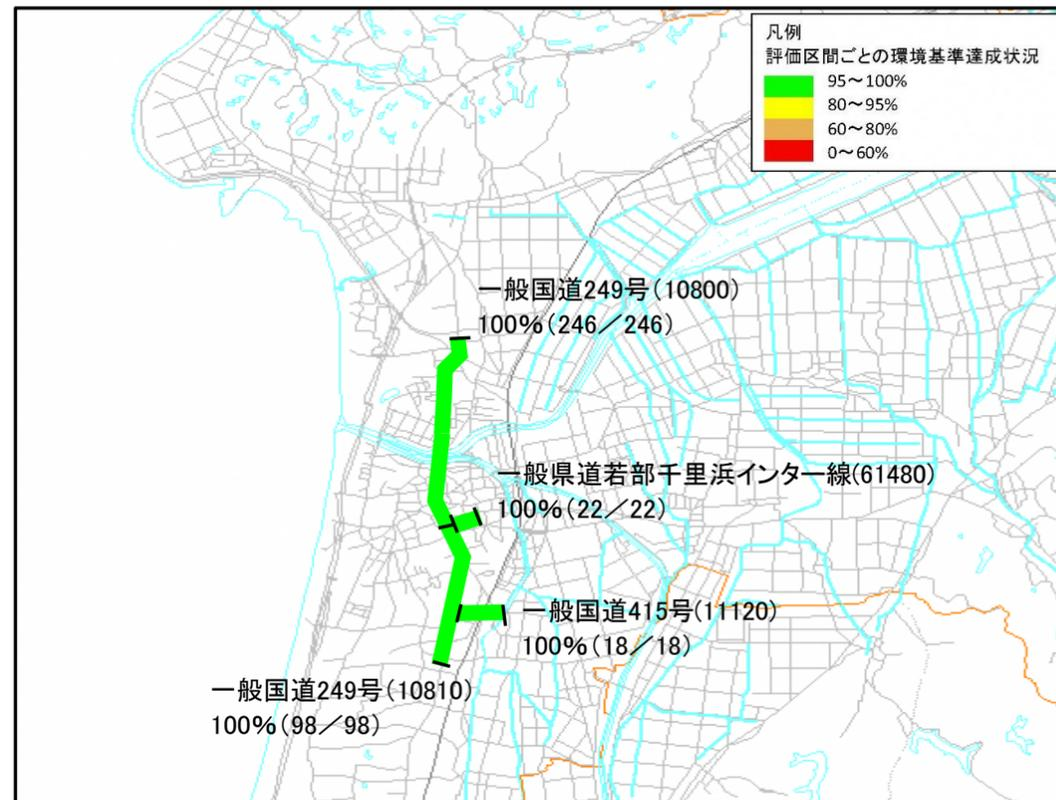 凡例
評価区間ごとの環境基準達成状況
95～100%
80～95%
60～80%
0～60%
一般国道249号(10800)
100%(246／246)
一般県道若部千里浜インター線(61480)
100%(22／22)
一般国道415号(11120)
100%(18／18)
一般国道249号(10810)
100%(98／98)